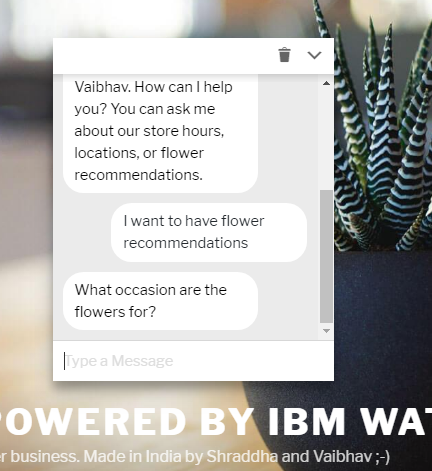 Vaibhav. How can I help
you? You can ask me
about our store hours,
locations, or flower
recommendations.
I want to have flower
recommendations
What occasion are the
flowers for?
Type a Message
POWERED BY IBM WAT
er business. Made in India by Shraddha and Vaibhav ;-)